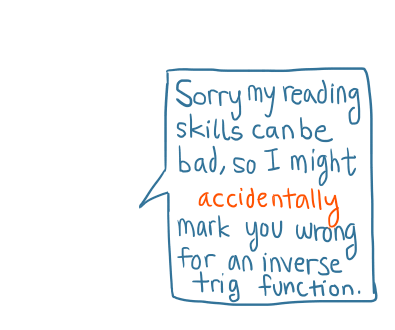 Sorry my reading
skills can be
bad, so I might
accidentally
mark you wrong
for an inverse
trig function.